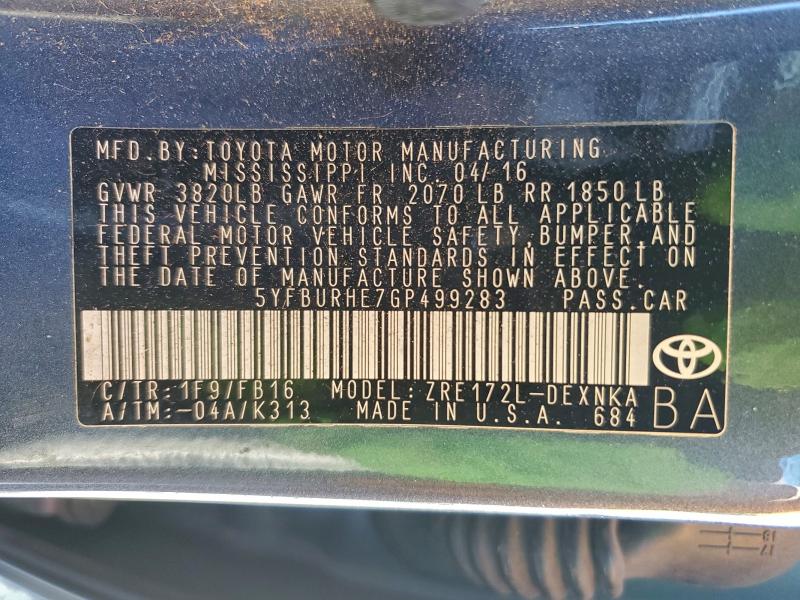 MFD.BY:TOYOTA MOTOR MANUFACTURING
MISSISSIPPI INC. 04/16
GVWR 3820LB GAWR FR 2070 LB RR 1850 LB
THIS VEHICLE CONFORMS TO ALL APPLICABLE
FEDERAL MOTOR VEHICLE SAFETY,BUMPER,AND
THEFT PREVENTION STANDARDS IN EFFECT ON
THE DATE OF MANUFACTURE SHOWN ABOVE.
5YFBURHE7GP499283 PASS.CAR
C/TR:1F9/FB16 MODEL:ZRE172L-DEXNKA
A/TM:-04A/K313 MADE IN U.S.A. 684
BA
17 18